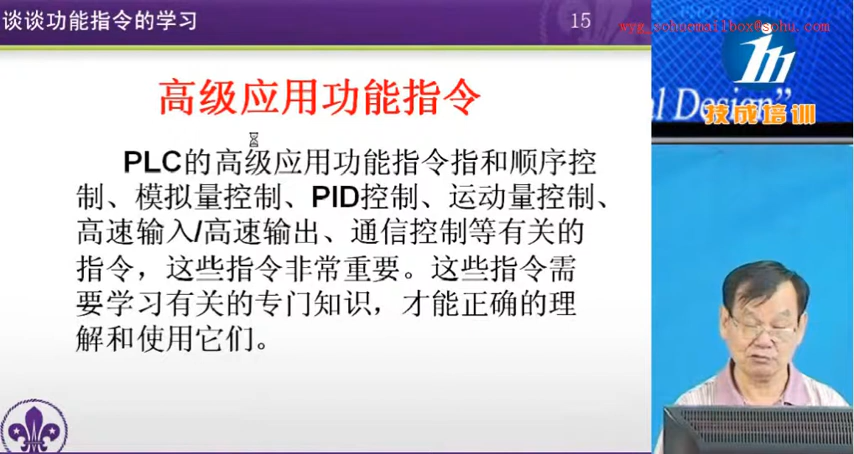 谈谈功能指令的学习
15
wygjsohumailbox@sohu.com
高级应用功能指令
al Design”
技成培训
PLC的高级应用功能指令指和顺序控
制、模拟量控制、PID控制、运动量控制、
高速输入/高速输出、通信控制等有关的
指令，这些指令非常重要。这些指令需
要学习有关的专门知识，才能正确的理
解和使用它们。